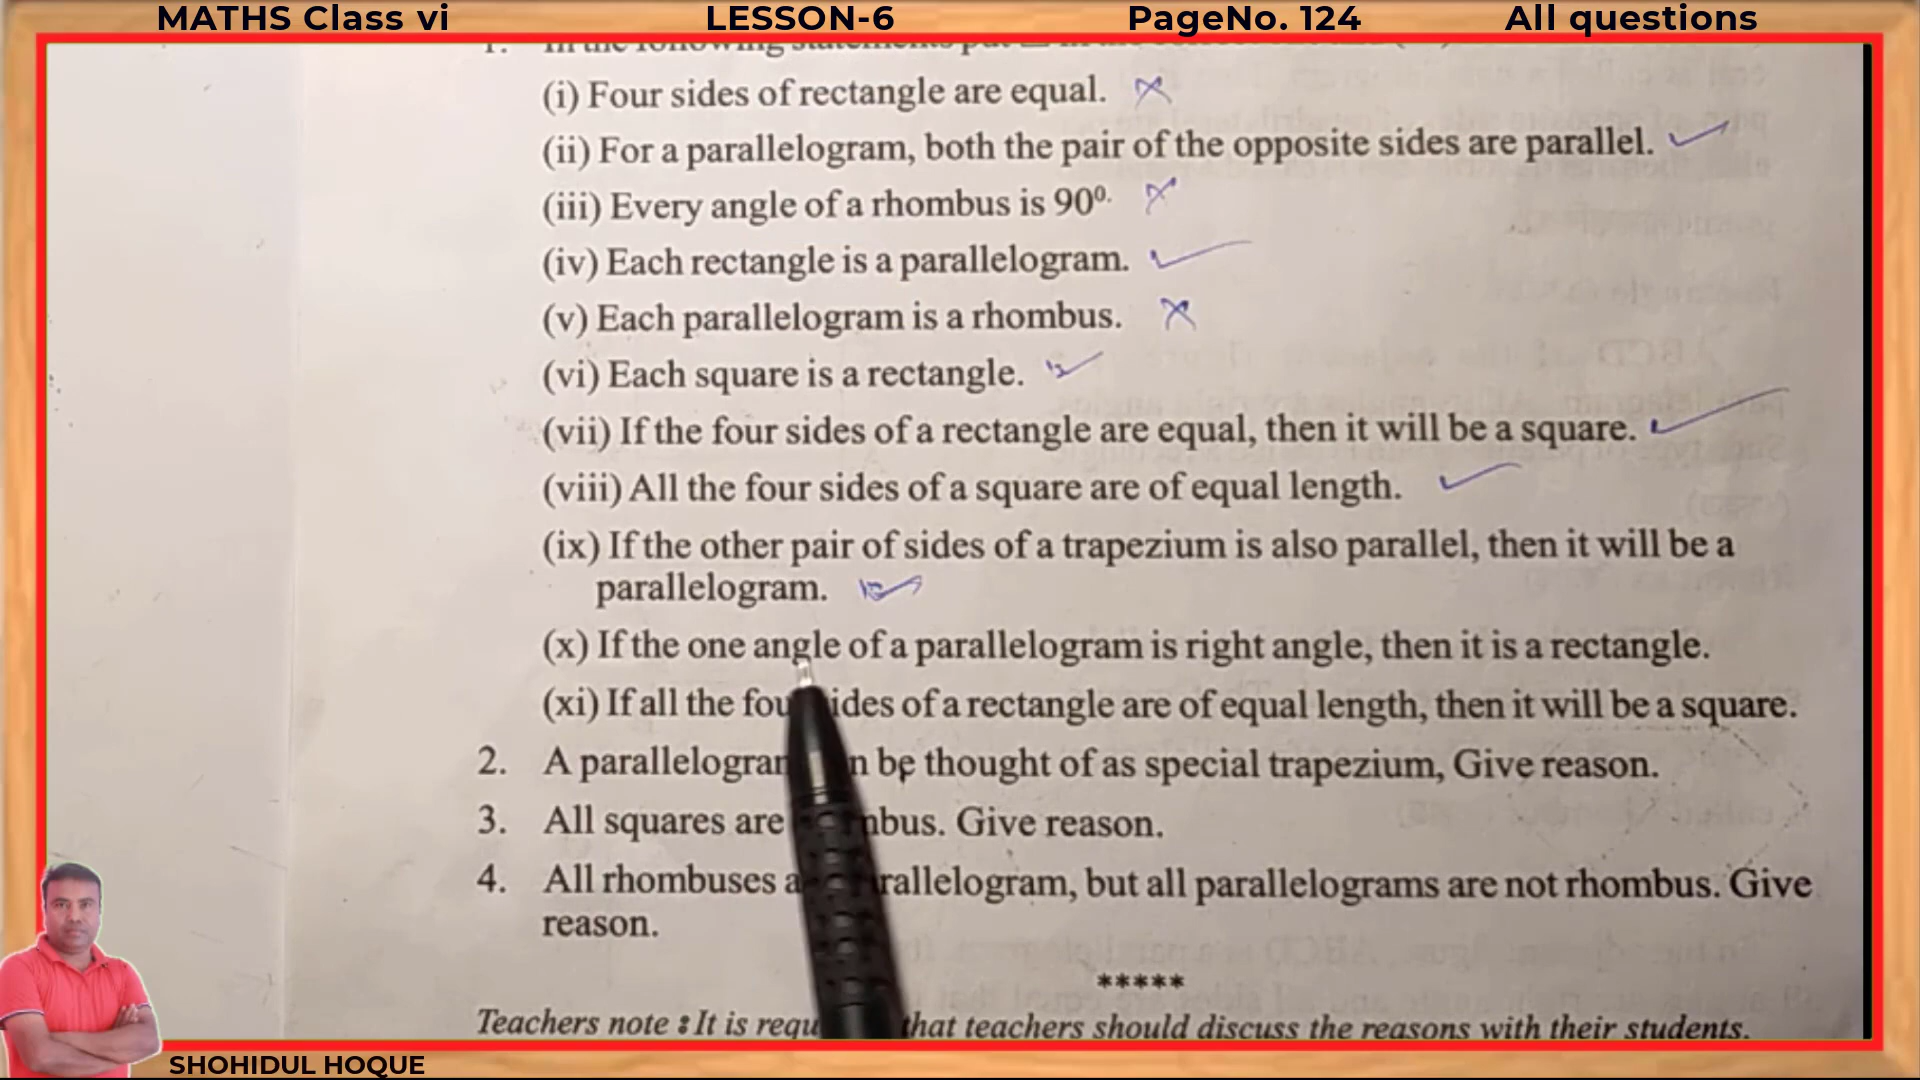 MATHS Class vi LESSON-6 PageNo. 124 All questions
(i) Four sides of rectangle are equal.
(ii) For a parallelogram, both the pair of the opposite sides are parallel.
(iii) Every angle of a rhombus is 90⁰.
(iv) Each rectangle is a parallelogram.
(v) Each parallelogram is a rhombus.
(vi) Each square is a rectangle.
(vii) If the four sides of a rectangle are equal, then it will be a square.
(viii) All the four sides of a square are of equal length.
(ix) If the other pair of sides of a trapezium is also parallel, then it will be a
parallelogram.
(x) If the one angle of a parallelogram is right angle, then it is a rectangle.
(xi) If all the sides of a rectangle are of equal length, then it will be a square.
2. A be thought of as special trapezium, Give reason.
3. All squares are Give reason.
4. All rhombuses but all parallelograms are not rhombus. Give
reason.
*****
Teachers note : It is that teachers should discuss the reasons with their students.
SHOHIDUL HOQUE